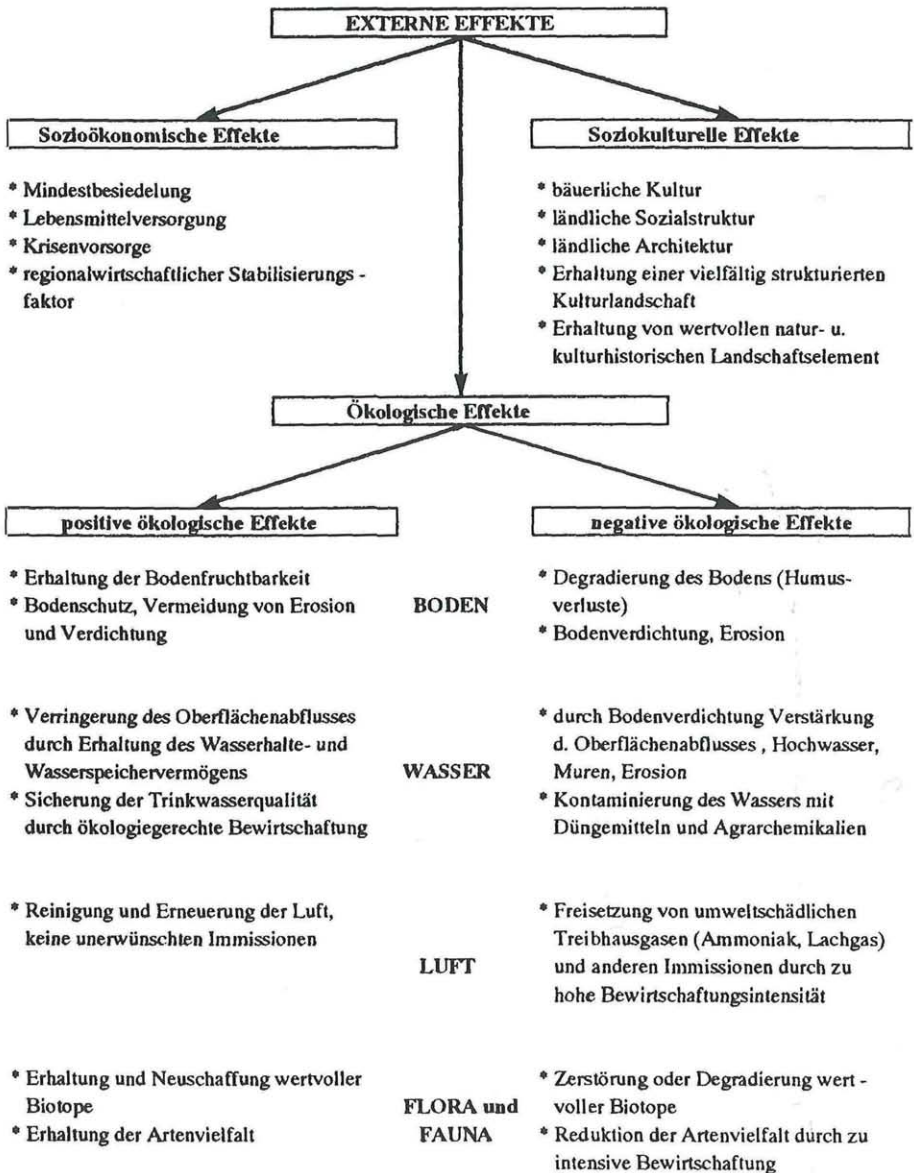 EXTERNE EFFEKTE
Sozioökonomische Effekte
* Mindestbesiedelung
* Lebensmittelversorgung
* Krisenvorsorge
* regionalwirtschaftlicher Stabilisierungs -
faktor
Soziokulturelle Effekte
* bäuerliche Kultur
* ländliche Sozialstruktur
* ländliche Architektur
* Erhaltung einer vielfältig strukturierten
Kulturlandschaft
* Erhaltung von wertvollen natur- u.
kulturhistorischen Landschaftselement
Ökologische Effekte
positive ökologische Effekte
negative ökologische Effekte
* Erhaltung der Bodenfruchtbarkeit
* Bodenschutz, Vermeidung von Erosion
und Verdichtung
BODEN
* Degradierung des Bodens (Humus-
verluste)
* Bodenverdichtung, Erosion
* Verringerung des Oberflächenabflusses
durch Erhaltung des Wasserhalte- und
Wasserspeichervermögens
* Sicherung der Trinkwasserqualität
durch ökologiegerechte Bewirtschaftung
WASSER
* durch Bodenverdichtung Verstärkung
d. Oberflächenabflusses , Hochwasser,
Muren, Erosion
* Kontaminierung des Wassers mit
Düngemitteln und Agrarchemikalien
* Reinigung und Erneuerung der Luft,
keine unerwünschten Immissionen
LUFT
* Freisetzung von umweltschädlichen
Treibhausgasen (Ammoniak, Lachgas)
und anderen Immissionen durch zu
hohe Bewirtschaftungsintensität
* Erhaltung und Neuschaffung wertvoller
Biotope
* Erhaltung der Artenvielfalt
FLORA und
FAUNA
* Zerstörung oder Degradierung wert -
voller Biotope
* Reduktion der Artenvielfalt durch zu
intensive Bewirtschaftung